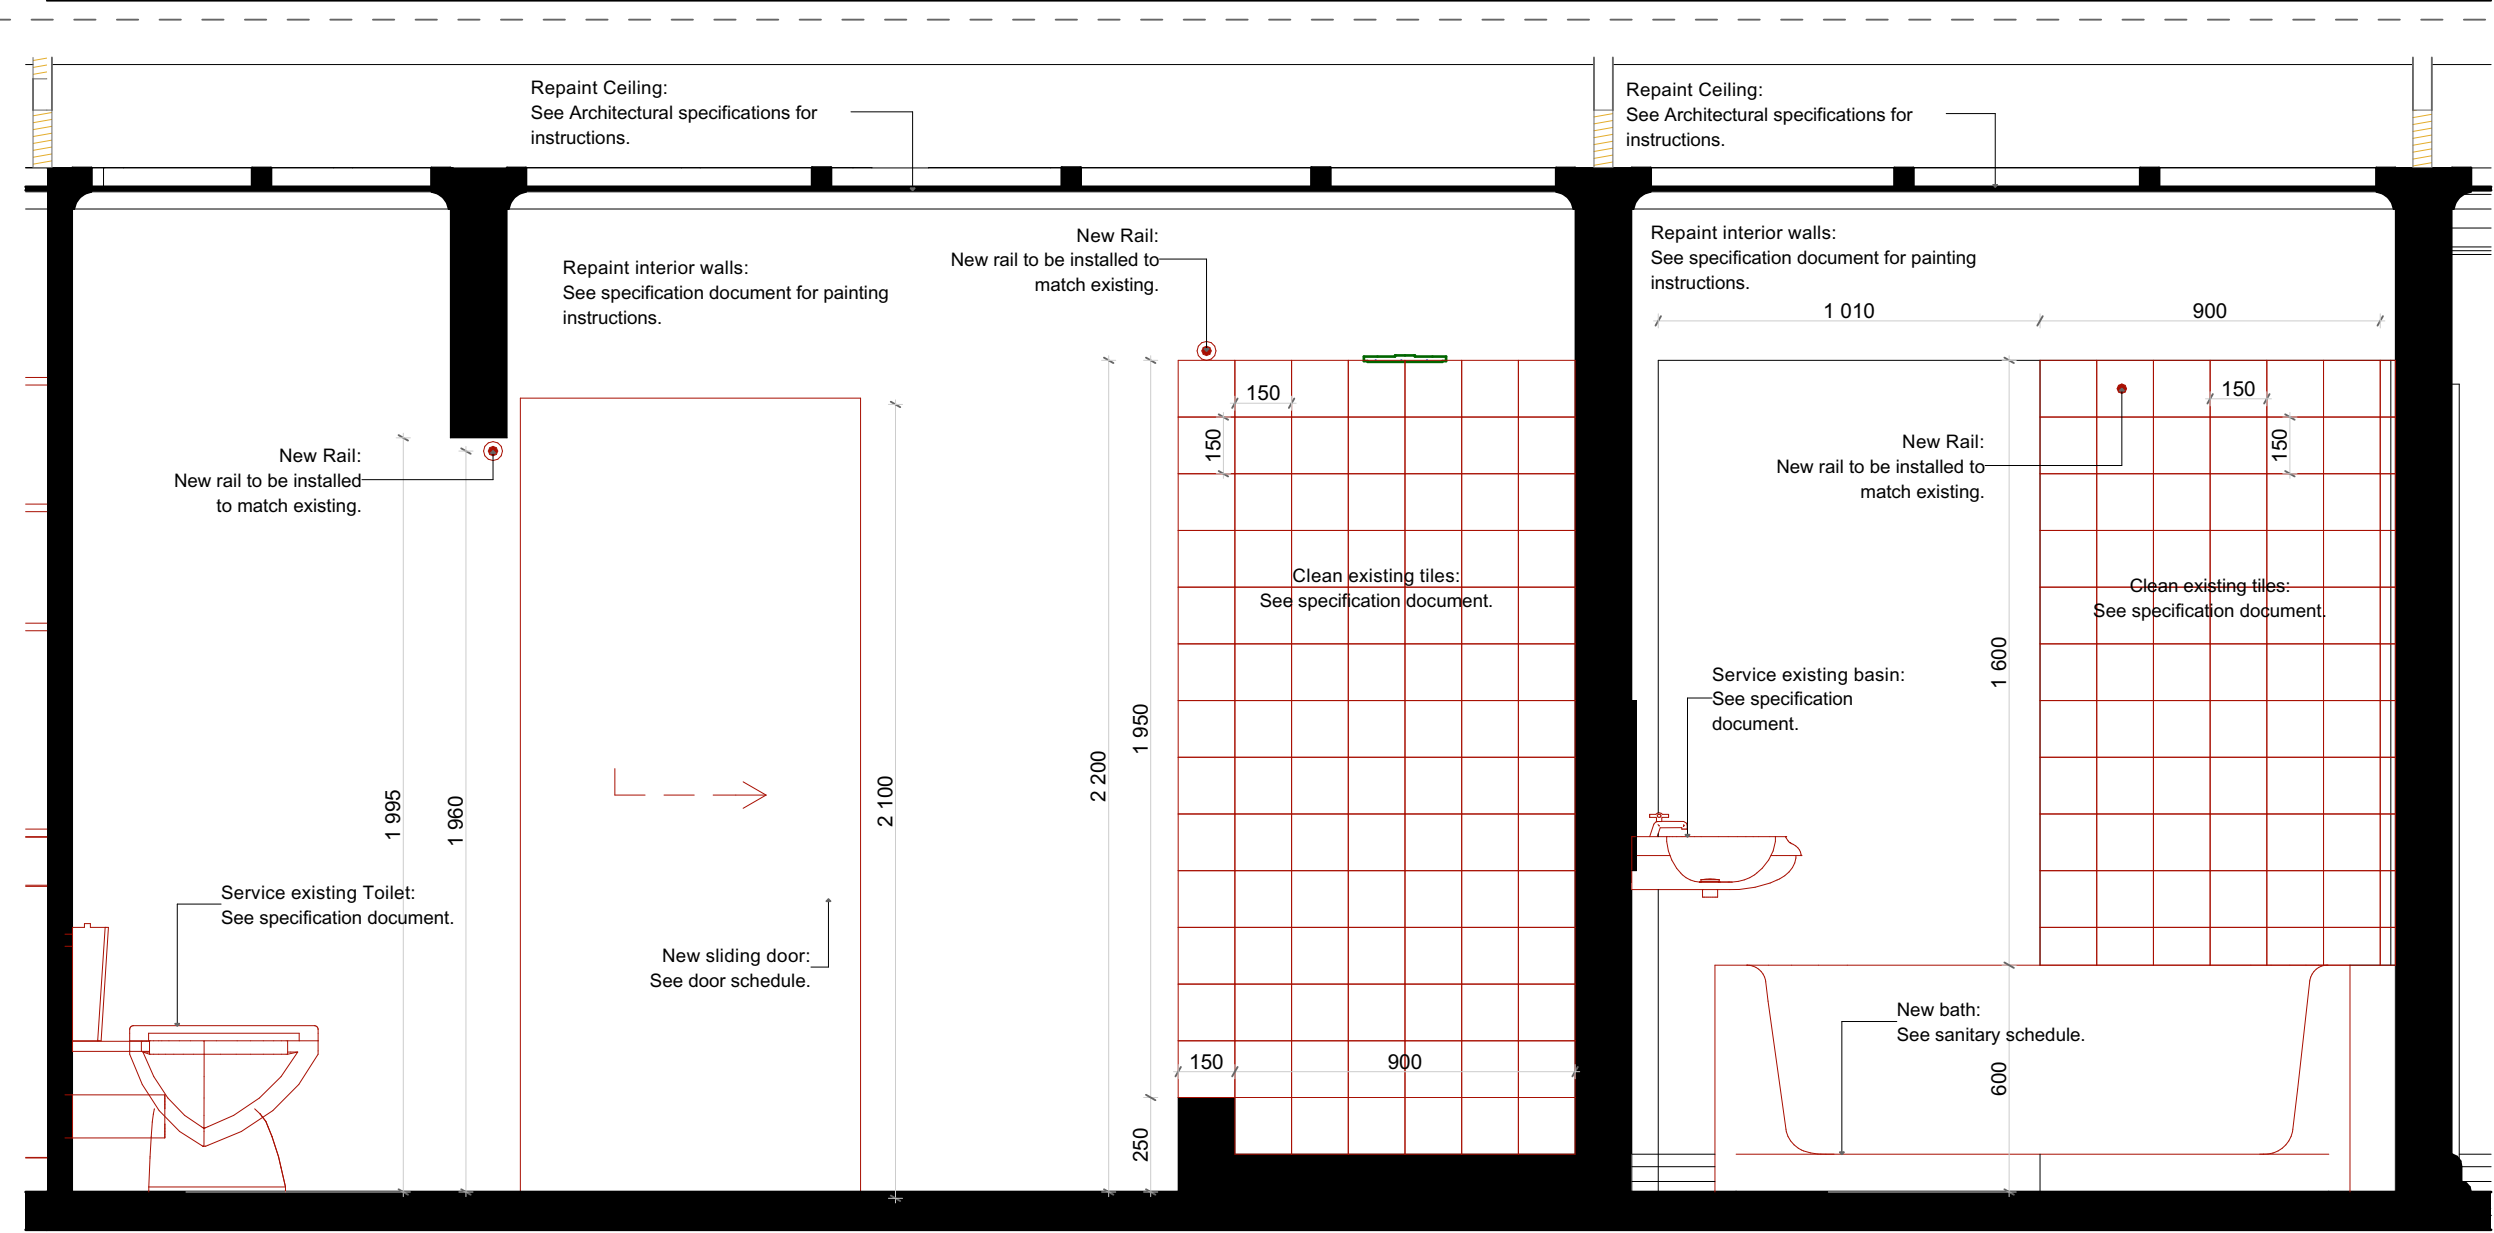 Repaint Ceiling:
See Architectural specifications for
instructions.
Repaint Ceiling:
See Architectural specifications for
instructions.
New Rail:
New rail to be installed to
match existing.
Repaint interior walls:
See specification document for painting
instructions.
Repaint interior walls:
See specification document for painting
instructions.
1 010
900
150
150
150
150
New Rail:
New rail to be installed
to match existing.
New Rail:
New rail to be installed to
match existing.
Clean existing tiles:
See specification document.
Clean existing tiles:
See specification document.
1 600
Service existing basin:
See specification
document.
1 995
1 960
2 100
2 200
1 950
Service existing Toilet:
See specification document.
New sliding door:
See door schedule.
New bath:
See sanitary schedule.
150
900
600
250